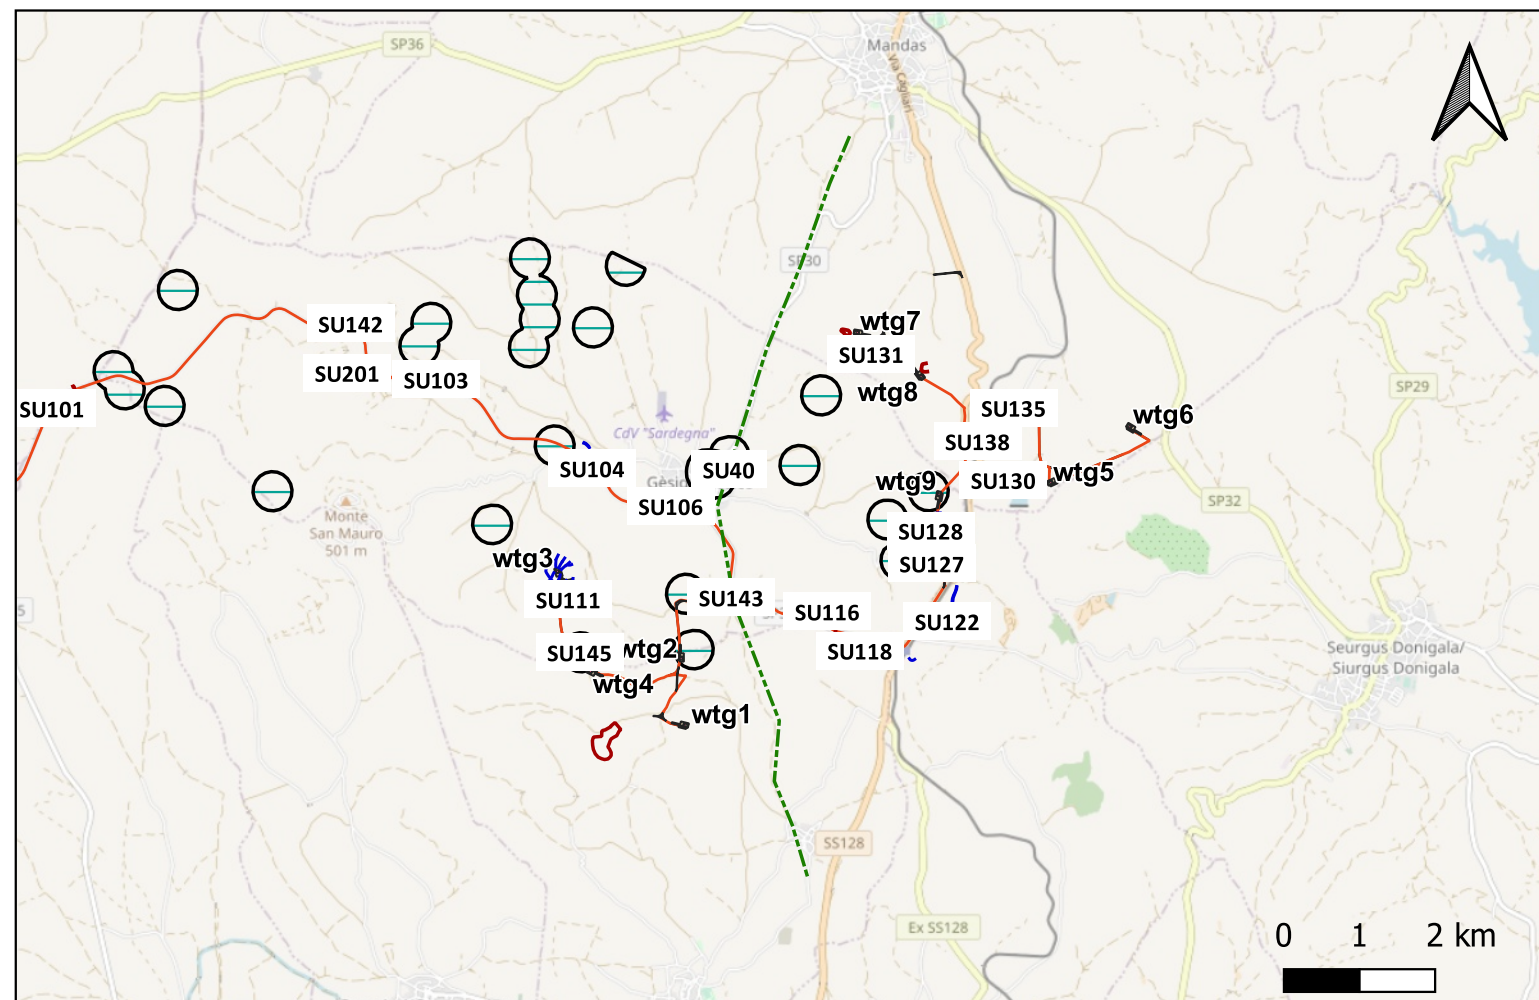 SP36
Mandas
Via Cagliari
SP30
wtg7
SU142
SU131
SU201
SU103
wtg8
SP29
SU101
SU135
wtg6
CdV "Sardegna"
SU138
SU104
SU40
wtg5
SU130
wtg9
SP32
SU106
Monte
San Mauro
501 m
SU128
wtg3
SU127
SU111
SU143
SU116
SU122
SU145
wtg2
SU118
Seurgus Donigala/
Siurgus Donigala
wtg4
wtg1
SS128
Ex SS128
0 1 2 km